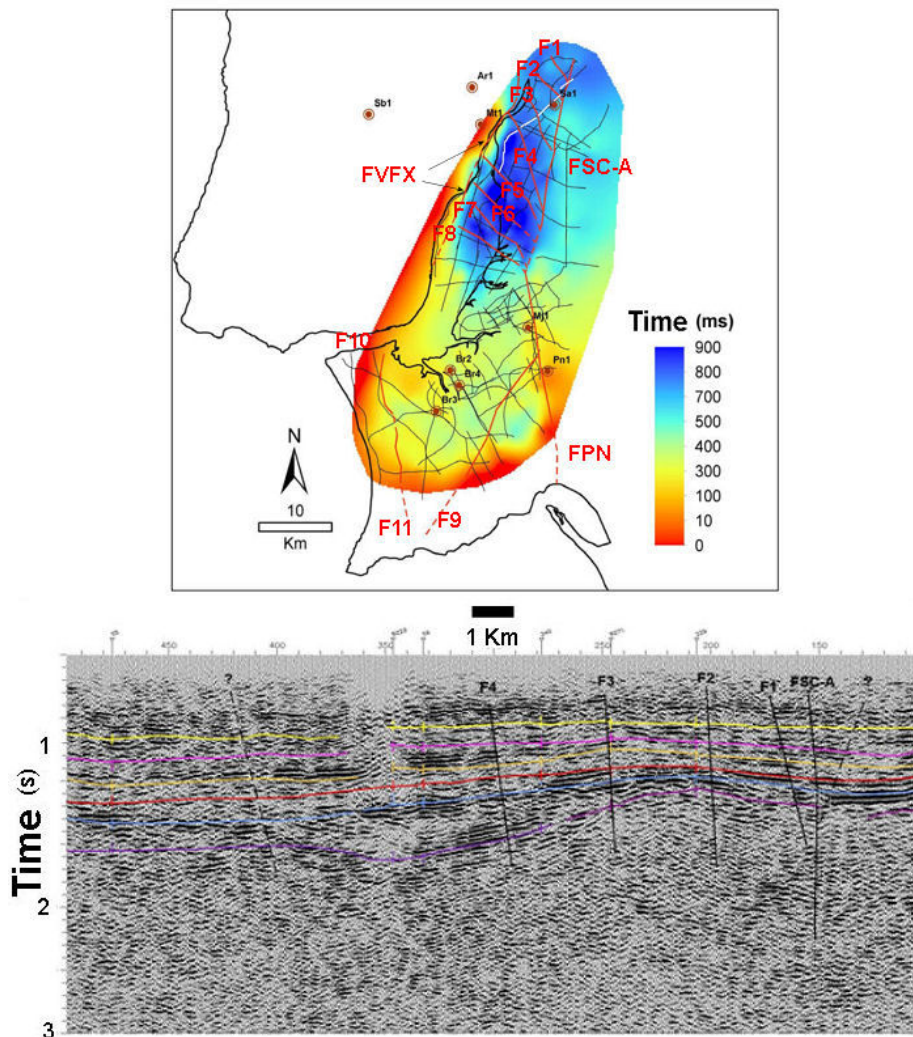 F1
F2
F3
Ar1
Sb1
Sa1
Mt1
F4
FSC-A
FVFX
F5
F7
F6
F8
Time (ms)
Mj1
F10
900
Br2
Pn1
800
Br4
700
Br3
600
500
N
400
300
FPN
200
10
100
F11
F9
10
Km
0
1 Km
450
400
350
200
150
?
F4
F3
F2
F1
FSC-A
?
1
Time (s)
2
3